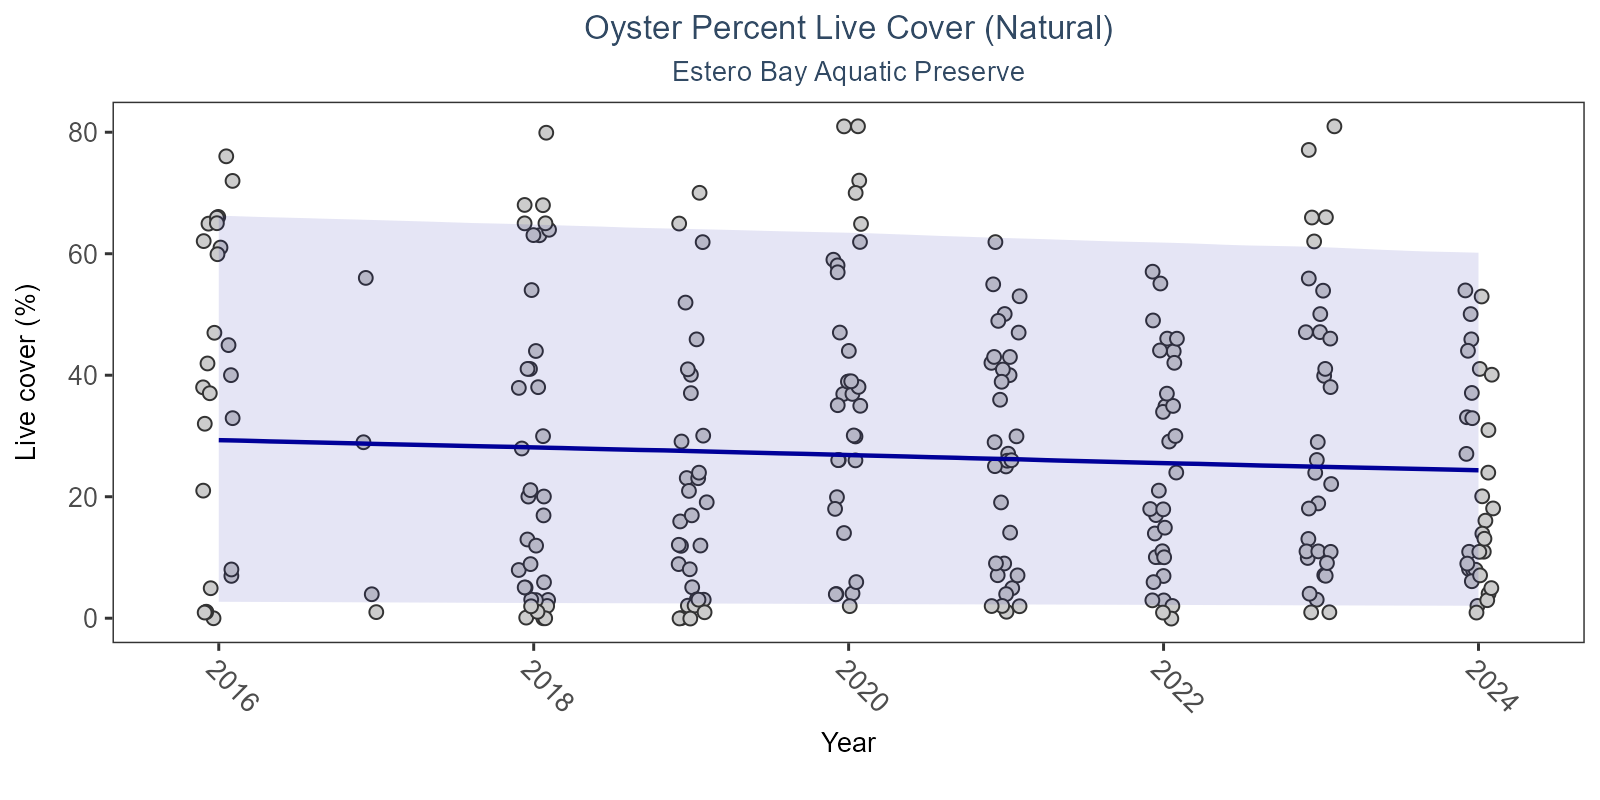 Oyster Percent Live Cover (Natural)
Estero Bay Aquatic Preserve
Live cover (%)
80
60
40
20
0
2016
2018
2020
2022
2024
Year